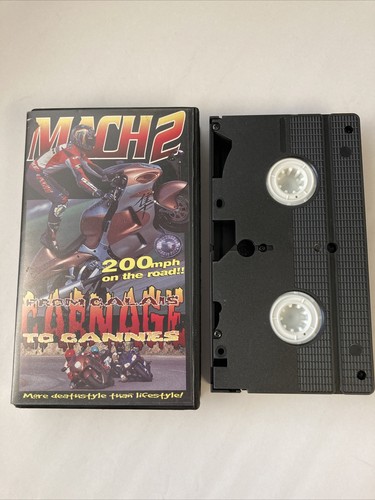 MACH 2
200mph
on the road!!
FROM CALAIS
CARNAGE
TO CANNES
More deathstyle than lifestyle!